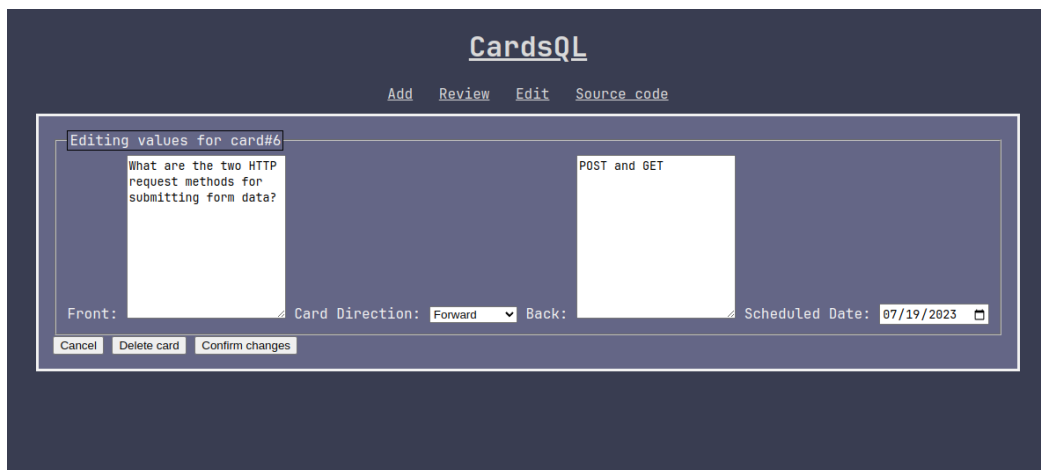 CardsQL
Add Review Edit Source code
Editing values for card#6
What are the two HTTP
request methods for
submitting form data?
POST and GET
Front: Card Direction: Forward Back: Scheduled Date: 07/19/2023
Cancel Delete card Confirm changes